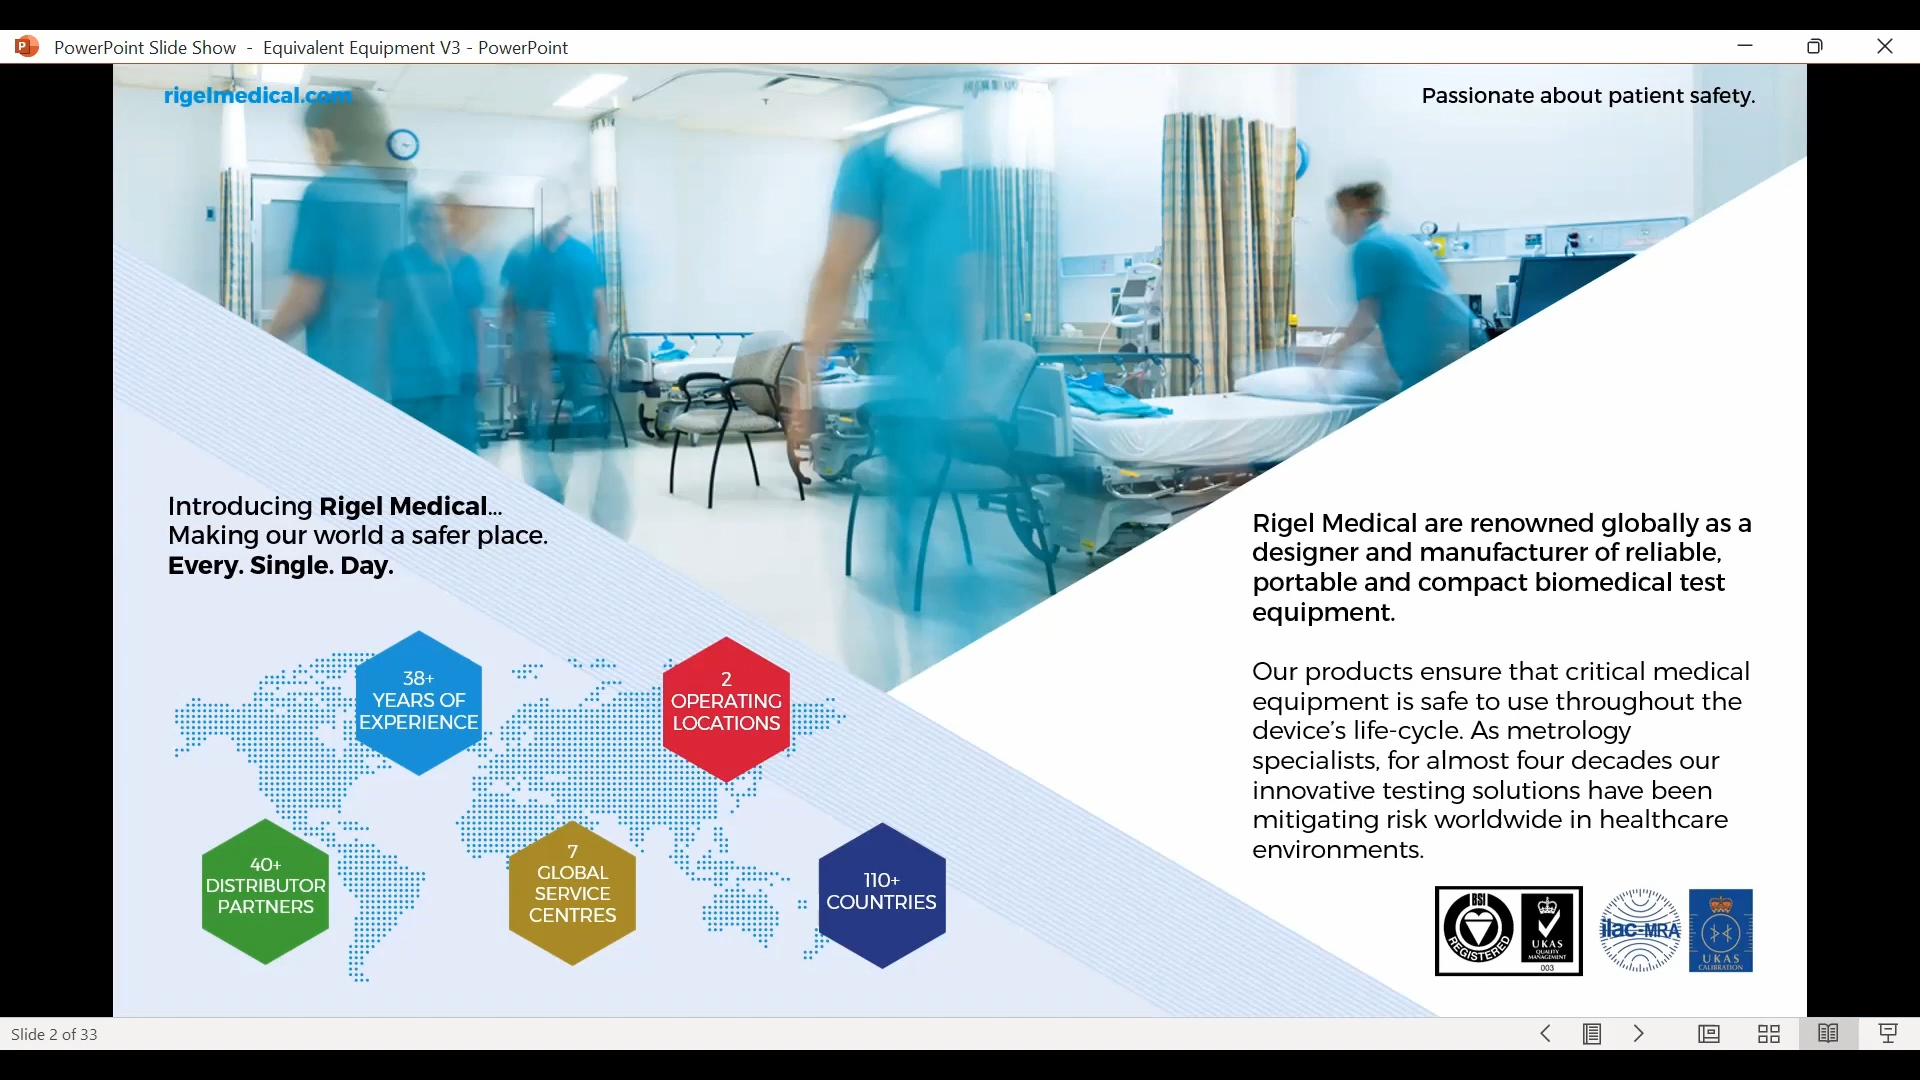 PowerPoint Slide Show - Equivalent Equipment V3 - PowerPoint
rigelmedical.com
Passionate about patient safety.
Introducing Rigel Medical...
Making our world a safer place.
Every. Single. Day.
38+
YEARS OF
EXPERIENCE
2
OPERATING
LOCATIONS
40+
DISTRIBUTOR
PARTNERS
7
GLOBAL
SERVICE
CENTRES
110+
COUNTRIES
Rigel Medical are renowned globally as a
designer and manufacturer of reliable,
portable and compact biomedical test
equipment.
Our products ensure that critical medical
equipment is safe to use throughout the
device’s life-cycle. As metrology
specialists, for almost four decades our
innovative testing solutions have been
mitigating risk worldwide in healthcare
environments.
BSI
REGISTERED
UKAS
QUALITY
MANAGEMENT
003
ilac-MRA
UKAS
CALIBRATION
Slide 2 of 33